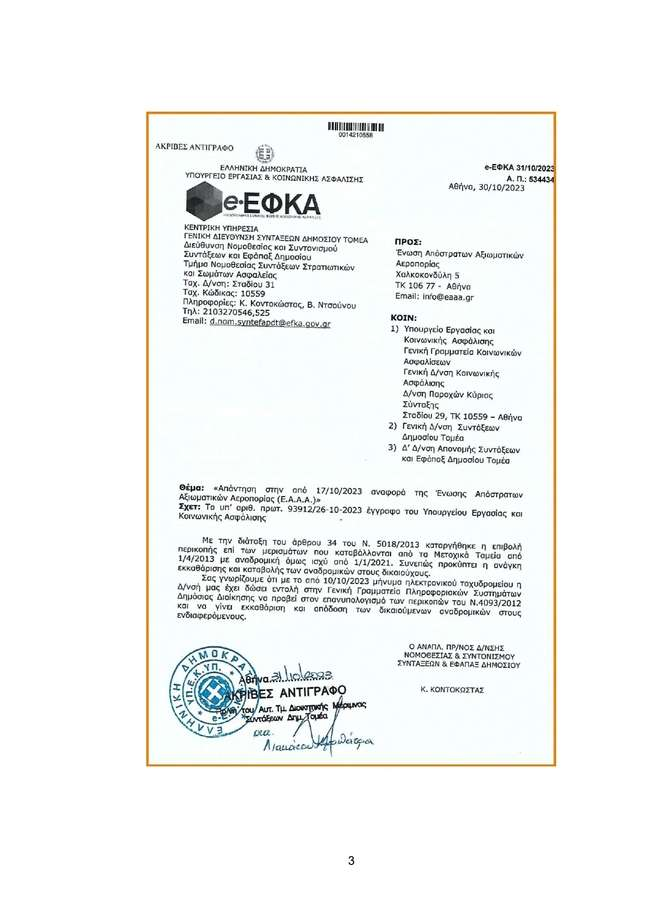 0014210558
ΑΚΡΙΒΕΣ ΑΝΤΙΓΡΑΦΟ
ΕΛΛΗΝΙΚΗ ΔΗΜΟΚΡΑΤΙΑ
ΥΠΟΥΡΓΕΙΟ ΕΡΓΑΣΙΑΣ & ΚΟΙΝΩΝΙΚΗΣ ΑΣΦΑΛΙΣΗΣ
e-ΕΦΚΑ
ΚΕΝΤΡΙΚΗ ΥΠΗΡΕΣΙΑ
ΓΕΝΙΚΗ ΔΙΕΥΘΥΝΣΗ ΣΥΝΤΑΞΕΩΝ ΔΗΜΟΣΙΟΥ ΤΟΜΕΑ
Διεύθυνση Νομοθεσίας και Συντονισμού
Συντάξεων και Εφάπαξ Δημοσίου
Τμήμα Νομοθεσίας Συντάξεων Στρατιωτικών
και Σωμάτων Ασφαλείας
Ταχ. Δ/νση: Σταδίου 31
Ταχ. Κώδικας: 10559
Πληροφορίες: Κ. Κοντοκώστας, Β. Ντσούνου
Τηλ: 2103270546,525
Email: d.nom.syntefapdt@efka.gov.gr
e-ΕΦΚΑ 31/10/2023
Α. Π.: 534434
Αθήνα, 30/10/2023
ΠΡΟΣ:
Ένωση Απόστρατων Αξιωματικών
Αεροπορίας
Χαλκοκονδύλη 5
ΤΚ 106 77 - Αθήνα
Email: info@eaaa.gr
ΚΟΙΝ:
1) Υπουργείο Εργασίας και
Κοινωνικής Ασφάλισης
Γενική Γραμματεία Κοινωνικών
Ασφαλίσεων
Γενική Δ/νση Κοινωνικής
Ασφάλισης
Δ/νση Παροχών Κύριας
Σύνταξης
Σταδίου 29, ΤΚ 10559 – Αθήνα
2) Γενική Δ/νση Συντάξεων
Δημοσίου Τομέα
3) Δ' Δ/νση Απονομής Συντάξεων
και Εφάπαξ Δημοσίου Τομέα
Θέμα: «Απάντηση στην από 17/10/2023 αναφορά της Ένωσης Απόστρατων
Αξιωματικών Αεροπορίας (Ε.Α.Α.Α.)»
Σχετ: Το υπ' αριθ. πρωτ. 93912/26-10-2023 έγγραφο του Υπουργείου Εργασίας και
Κοινωνικής Ασφάλισης
Με την διάταξη του άρθρου 34 του Ν. 5018/2013 καταργήθηκε η επιβολή
περικοπής επί των μερισμάτων που καταβάλλονται από τα Μετοχικά Ταμεία από
1/4/2013 με αναδρομική όμως ισχύ από 1/1/2021. Συνεπώς προκύπτει η ανάγκη
εκκαθάρισης και καταβολής των αναδρομικών στους δικαιούχους.
Σας γνωρίζουμε ότι με το από 10/10/2023 μήνυμα ηλεκτρονικού ταχυδρομείου η
Δ/νσή μας έχει δώσει εντολή στην Γενική Γραμματεία Πληροφοριακών Συστημάτων
Δημόσιας Διοίκησης να προβεί στον επανυπολογισμό των περικοπών του Ν.4093/2012
και να γίνει εκκαθάριση και απόδοση των δικαιούμενων αναδρομικών στους
ενδιαφερόμενους.
Ο ΑΝΑΠΛ. ΠΡ/ΝΟΣ Δ/ΝΣΗΣ
ΝΟΜΟΘΕΣΙΑΣ & ΣΥΝΤΟΝΙΣΜΟΥ
ΣΥΝΤΑΞΕΩΝ & ΕΦΑΠΑΞ ΔΗΜΟΣΙΟΥ
Κ. ΚΟΝΤΟΚΩΣΤΑΣ
Αθήνα 31/10/2023
ΑΚΡΙΒΕΣ ΑΝΤΙΓΡΑΦΟ
του Αυτ. Τμ. Διοικητικής Μέριμνας
Συντάξεων Δημ. Τομέα
3